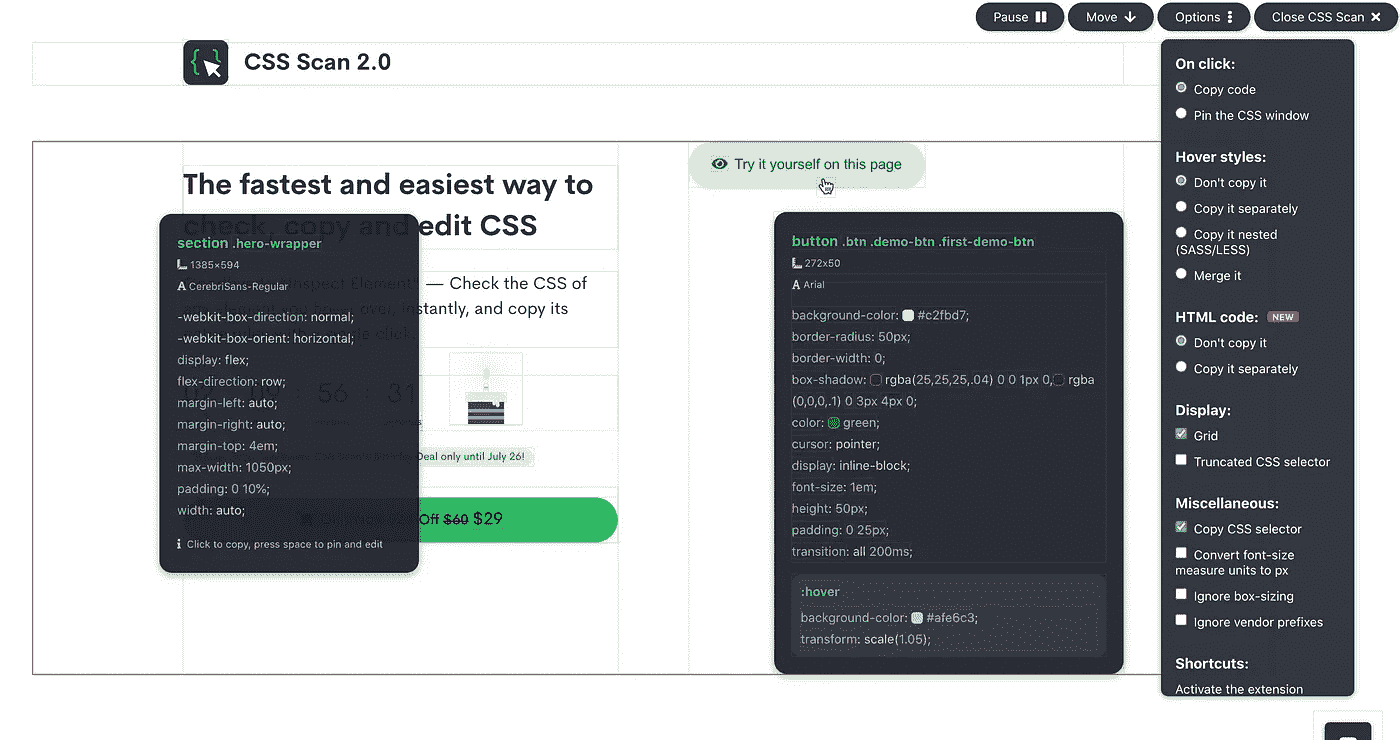 Pause
Move
Options
Close CSS Scan
CSS Scan 2.0
On click:
Copy code
Pin the CSS window
Hover styles:
Don't copy it
Copy it separately
Copy it nested
(SASS/LESS)
Merge it
HTML code: NEW
Don't copy it
Copy it separately
Display:
Grid
Truncated CSS selector
Miscellaneous:
Copy CSS selector
Convert font-size
measure units to px
Ignore box-sizing
Ignore vendor prefixes
Shortcuts:
Activate the extension
The fastest and easiest way to
check, copy and edit CSS
— Check the CSS of
over, instantly, and copy its
click.
56 : 31
Deal only until July 26!
Off $60 $29
section .hero-wrapper
1385×594
CerebriSans-Regular
-webkit-box-direction: normal;
-webkit-box-orient: horizontal;
display: flex;
flex-direction: row;
margin-left: auto;
margin-right: auto;
margin-top: 4em;
max-width: 1050px;
padding: 0 10%;
width: auto;
Click to copy, press space to pin and edit
Try it yourself on this page
button .btn .demo-btn .first-demo-btn
272x50
Arial
background-color: #c2fbd7;
border-radius: 50px;
border-width: 0;
box-shadow: rgba(25,25,25,.04) 0 0 1px 0, rgba
(0,0,0,.1) 0 3px 4px 0;
color: green;
cursor: pointer;
display: inline-block;
font-size: 1em;
height: 50px;
padding: 0 25px;
transition: all 200ms;
:hover
background-color: #afe6c3;
transform: scale(1.05);